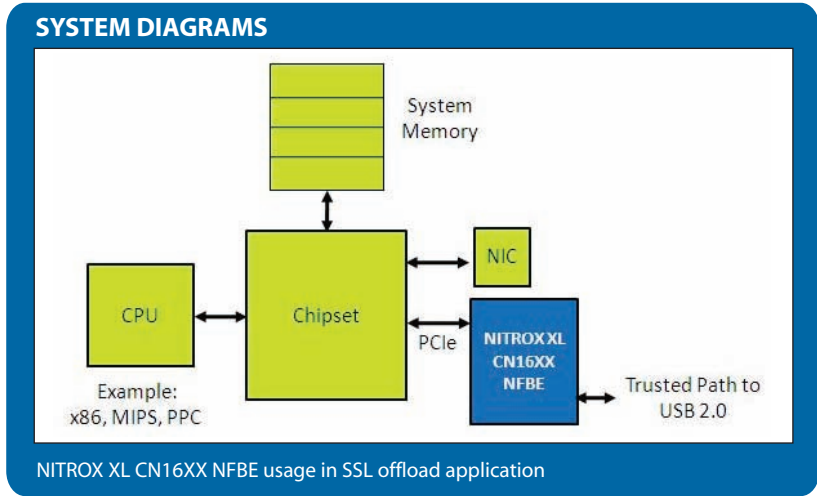 SYSTEM DIAGRAMS
System
Memory
NIC
CPU
Chipset
PCIe
NITROX XL
CN16XX
NFBE
Example:
x86, MIPS, PPC
Trusted Path to
USB 2.0
NITROX XL CN16XX NFBE usage in SSL offload application